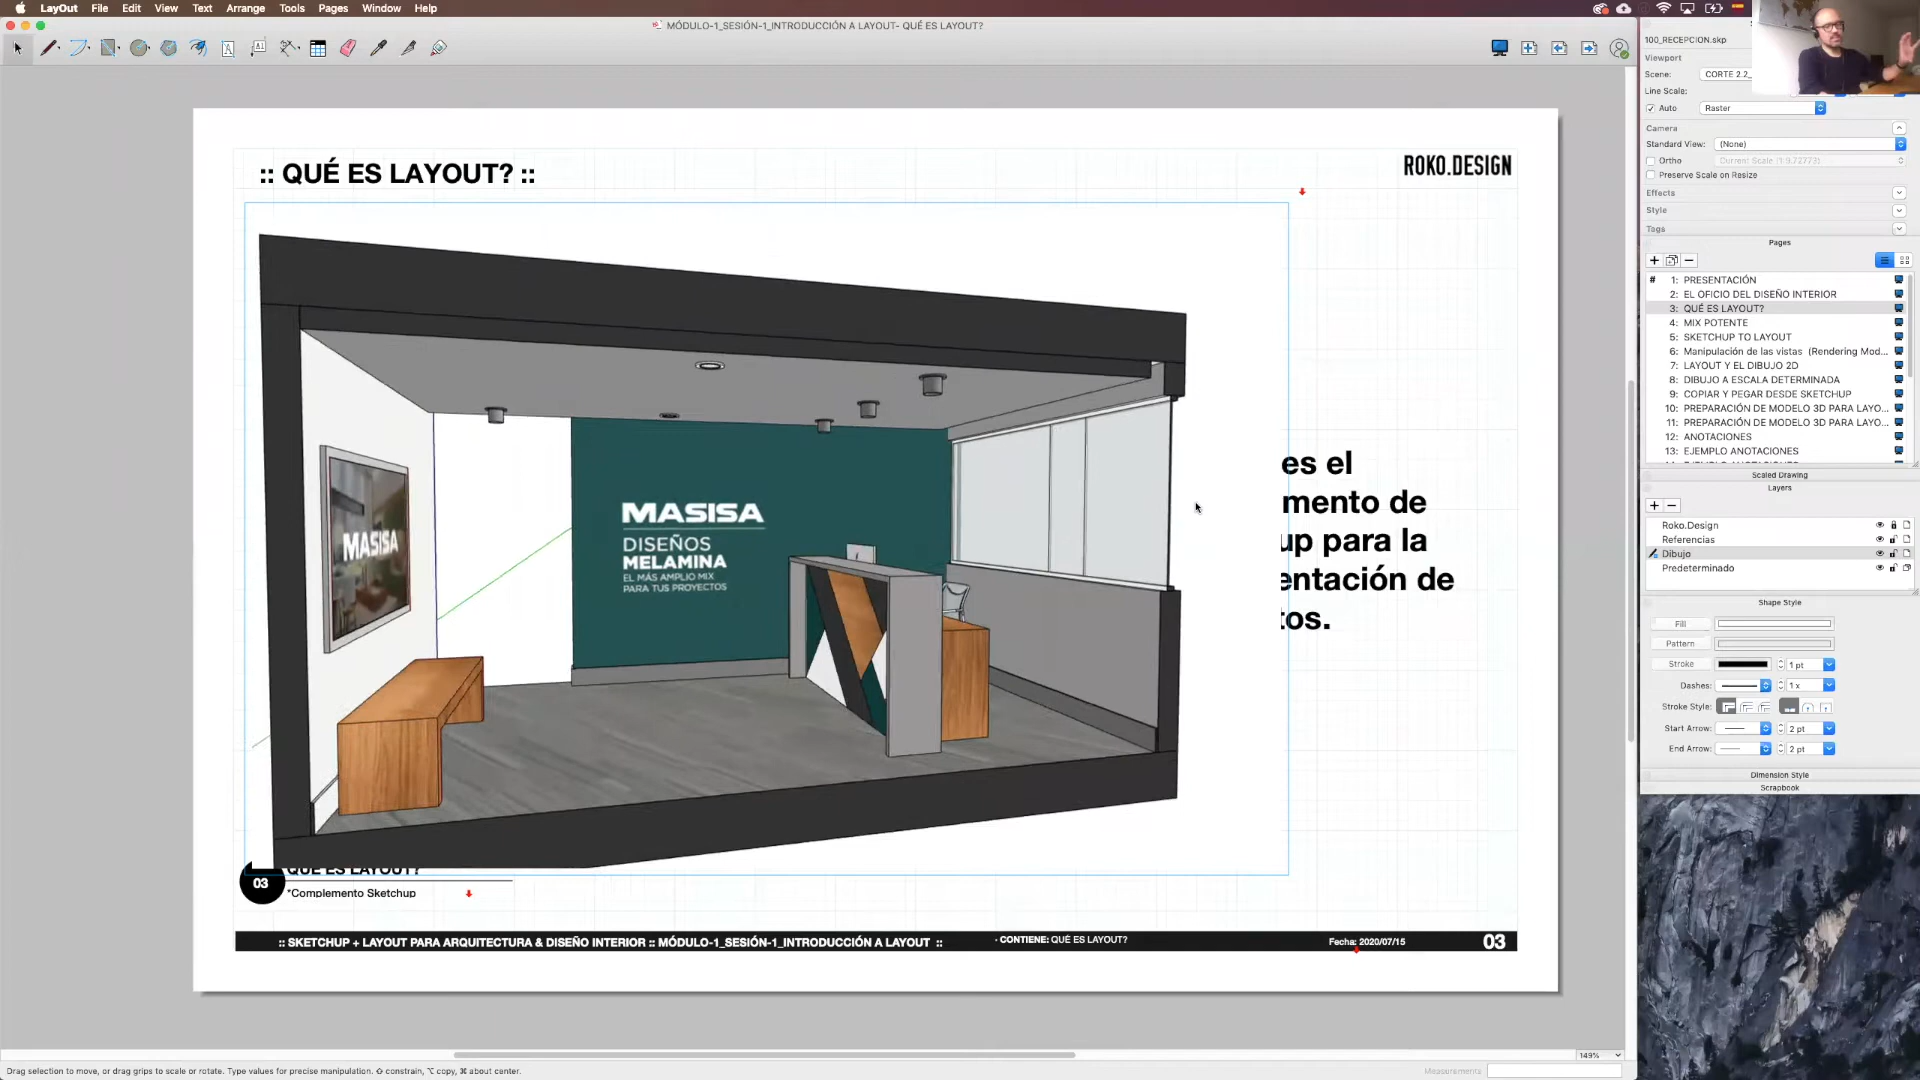 LayOut File Edit View Text Arrange Tools Pages Window Help
MÓDULO-1_SESIÓN-1_INTRODUCCIÓN A LAYOUT- QUÉ ES LAYOUT?
:: QUÉ ES LAYOUT? ::
ROKO.DESIGN
MASISA
MASISA
DISEÑOS
MELAMINA
EL MÁS AMPLIO MIX
PARA TUS PROYECTOS
es el
mento de
up para la
entación de
tos.
03
QUÉ ES LAYOUT?
*Complemento Sketchup
:: SKETCHUP + LAYOUT PARA ARQUITECTURA & DISEÑO INTERIOR :: MÓDULO-1_SESIÓN-1_INTRODUCCIÓN A LAYOUT ::
· CONTIENE: QUÉ ES LAYOUT?
Fecha: 2020/07/15
03
149%
Drag selection to move, or drag grips to scale or rotate. Type values for precise manipulation. ⇧ constrain, ⌥ copy, ⌘ about center.
Measurements
100_RECEPCION.skp
Viewport
Scene: CORTE 2.2_
Line Scale:
Auto Raster
Camera
Standard View: (None)
Ortho Current Scale (1:9.72773)
Preserve Scale on Resize
Effects
Style
Tags
Pages
# 1: PRESENTACIÓN
2: EL OFICIO DEL DISEÑO INTERIOR
3: QUÉ ES LAYOUT?
4: MIX POTENTE
5: SKETCHUP TO LAYOUT
6: Manipulación de las vistas (Rendering Mod...
7: LAYOUT Y EL DIBUJO 2D
8: DIBUJO A ESCALA DETERMINADA
9: COPIAR Y PEGAR DESDE SKETCHUP
10: PREPARACIÓN DE MODELO 3D PARA LAYO...
11: PREPARACIÓN DE MODELO 3D PARA LAYO...
12: ANOTACIONES
13: EJEMPLO ANOTACIONES
Scaled Drawing
Layers
Roko.Design
Referencias
Dibujo
Predeterminado
Shape Style
Fill
Pattern
Stroke 1 pt
Dashes: 1 x
Stroke Style:
Start Arrow: 2 pt
End Arrow: 2 pt
Dimension Style
Scrapbook